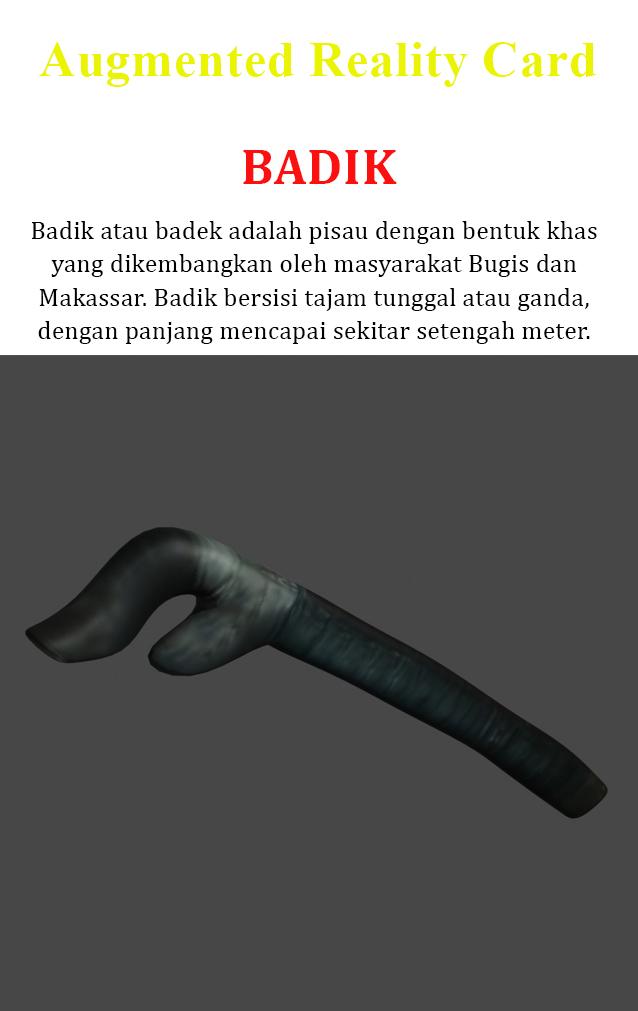 Augmented Reality Card
BADIK
Badik atau badek adalah pisau dengan bentuk khas
yang dikembangkan oleh masyarakat Bugis dan
Makassar. Badik bersisi tajam tunggal atau ganda,
dengan panjang mencapai sekitar setengah meter.